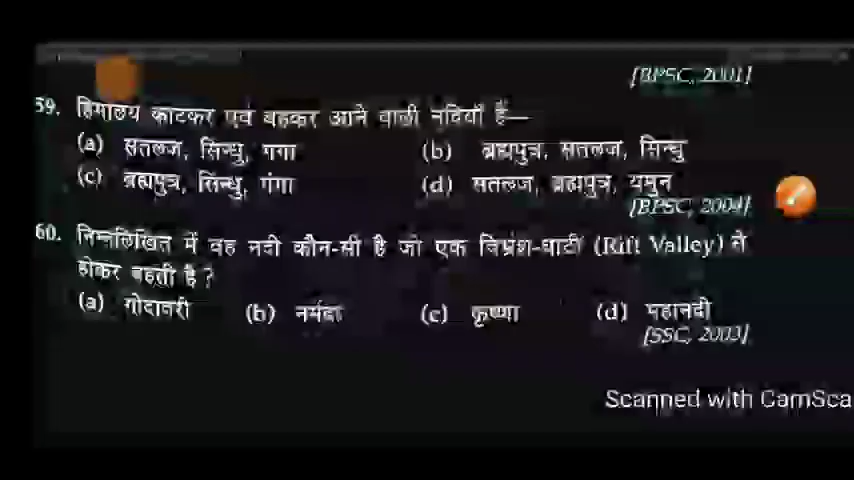 [BPSC, 2001]
59. हिमालय काटकर एवं बहकर आने वाली नदियाँ हैं—
(a) सतलज, सिन्धु, गंगा (b) ब्रह्मपुत्र, सतलज, सिन्धु
(c) ब्रह्मपुत्र, सिन्धु, गंगा (d) सतलज, ब्रह्मपुत्र, यमुन
[BPSC, 2004]
60. निम्नलिखित में वह नदी कौन-सी है जो एक विभ्रंश-घाटी (Rift Valley) से
होकर बहती है ?
(a) गोदावरी (b) नर्मदा (c) कृष्णा (d) महानदी
[SSC, 2003]
Scanned with CamSca